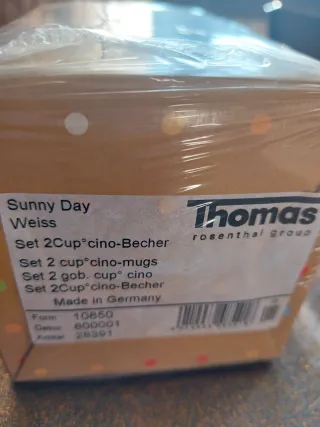 Sunny Day
Weiss
Thomas
rosenthal group
Set 2Cup°cino-Becher
Set 2 cup°cino-mugs
Set 2 gob. cup° cino
Set 2Cup°cino-Becher
Made in Germany
Form 10850
Dekor 800001
Artikel 28391